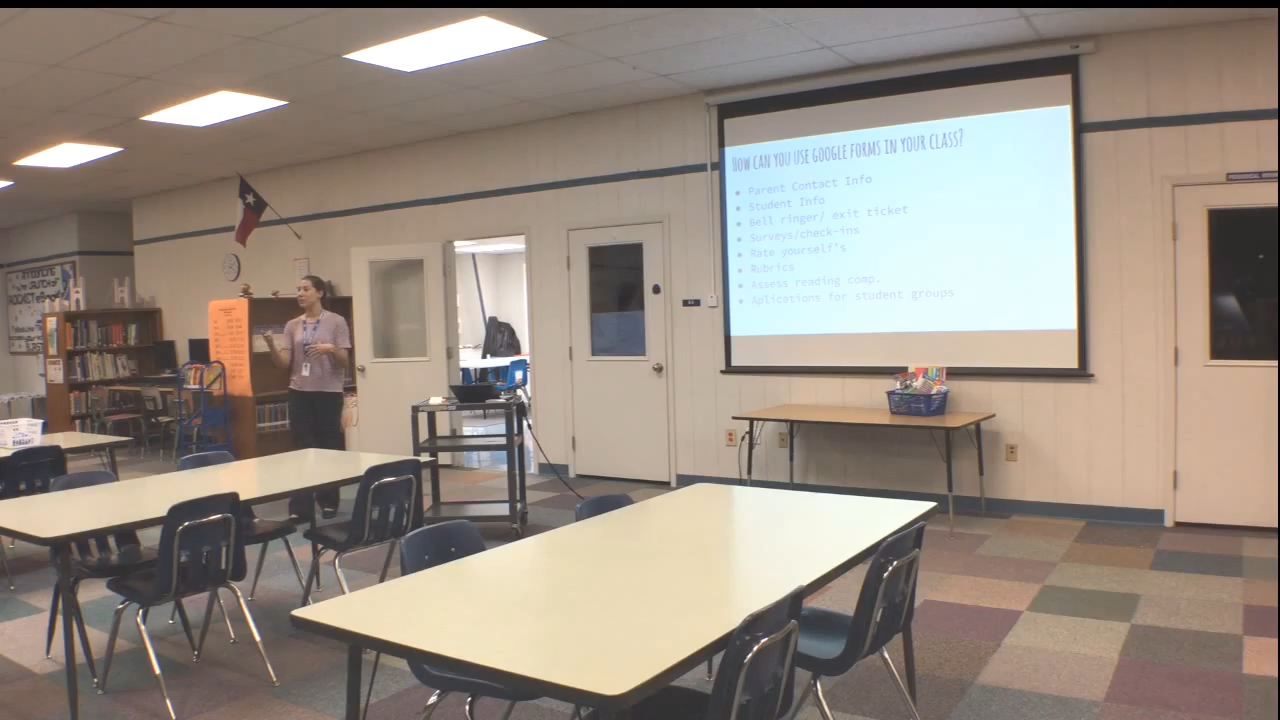 HOW CAN YOU USE GOOGLE FORMS IN YOUR CLASS?
● Parent Contact Info
● Student Info
● Bell ringer/ exit ticket
● Surveys/check-ins
● Rate yourself's
● Rubrics
● Assess reading comp.
● Aplications for student groups